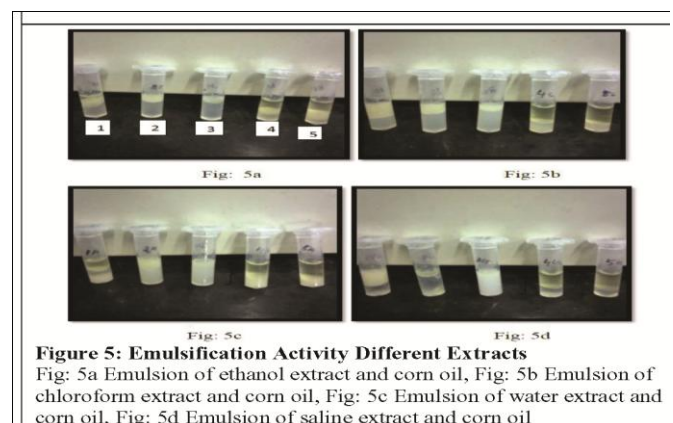 1 2 3 4 5
Fig: 5a
Fig: 5b
Fig: 5c
Fig: 5d
Figure 5: Emulsification Activity Different Extracts
Fig: 5a Emulsion of ethanol extract and corn oil, Fig: 5b Emulsion of
chloroform extract and corn oil, Fig: 5c Emulsion of water extract and
corn oil, Fig: 5d Emulsion of saline extract and corn oil